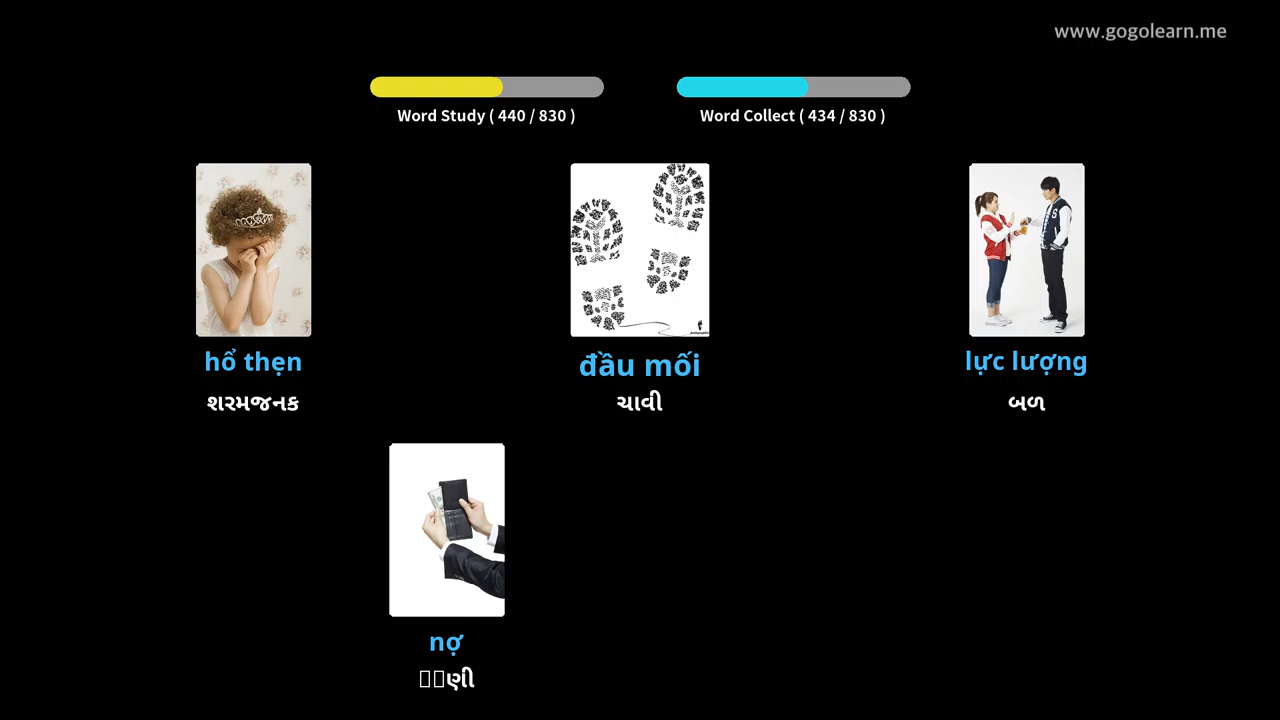 www.gogolearn.me
Word Study ( 440 / 830 )
Word Collect ( 434 / 830 )
hổ thẹn
đầu mối
lực lượng
શરમજનક
ચાવી
બળ
nợ